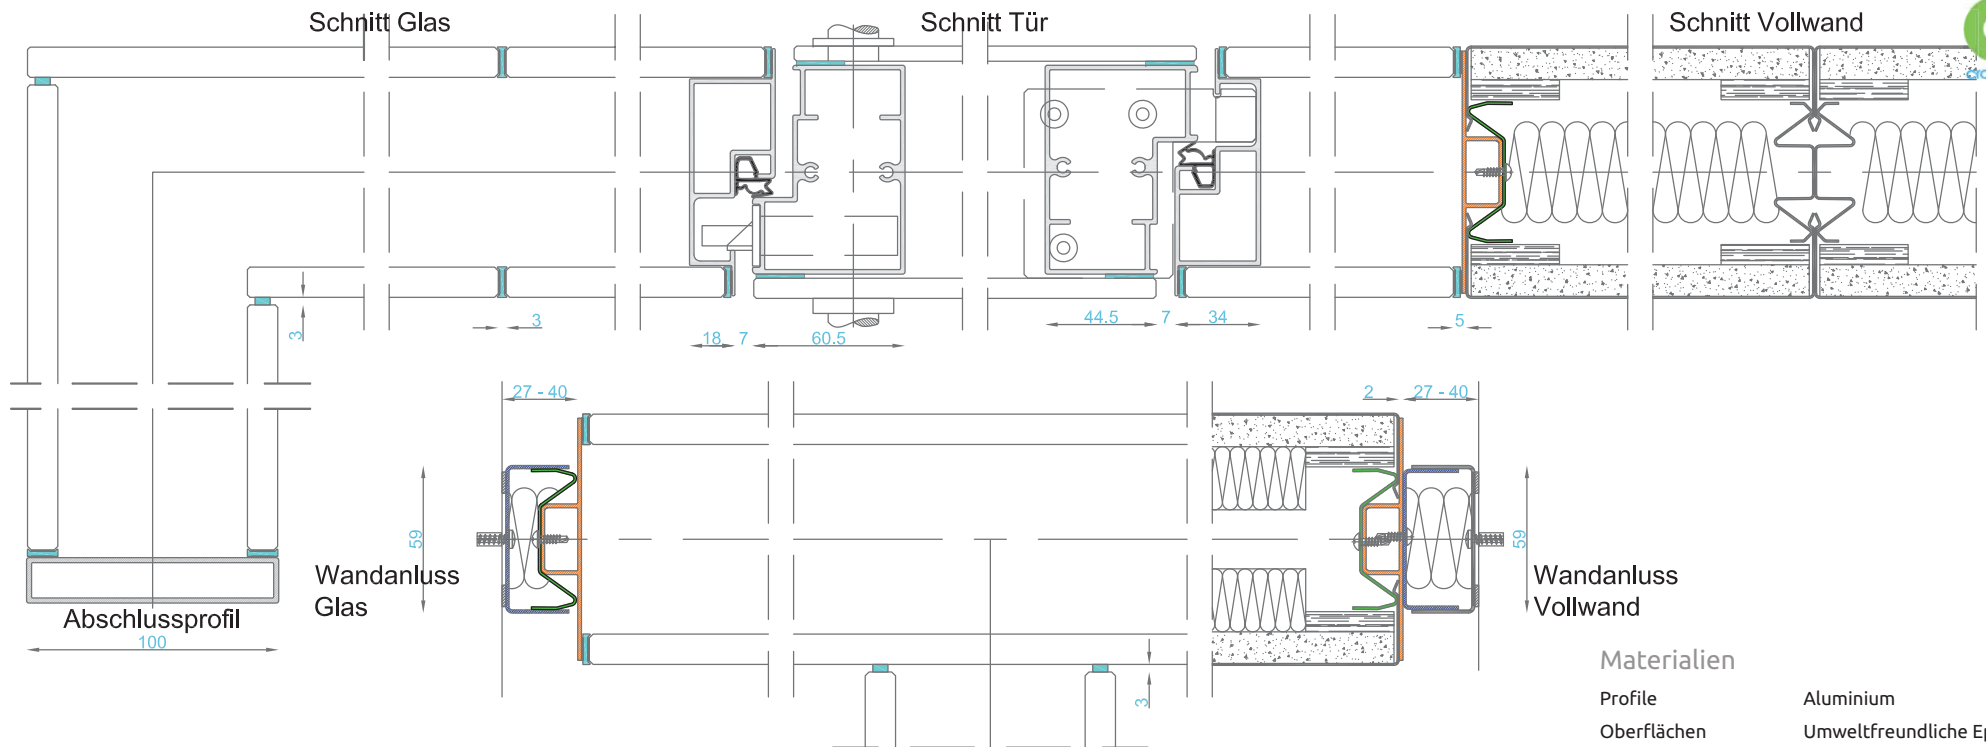 Schnitt Glas
Schnitt Tür
Schnitt Vollwand
3
3
18
7
60.5
44.5
7
34
5
27 - 40
2
27 - 40
59
59
Wandanluss
Glas
Wandanluss
Vollwand
Abschlussprofil
100
3
Materialien
Profile
Aluminium
Oberflächen
Umweltfreundliche